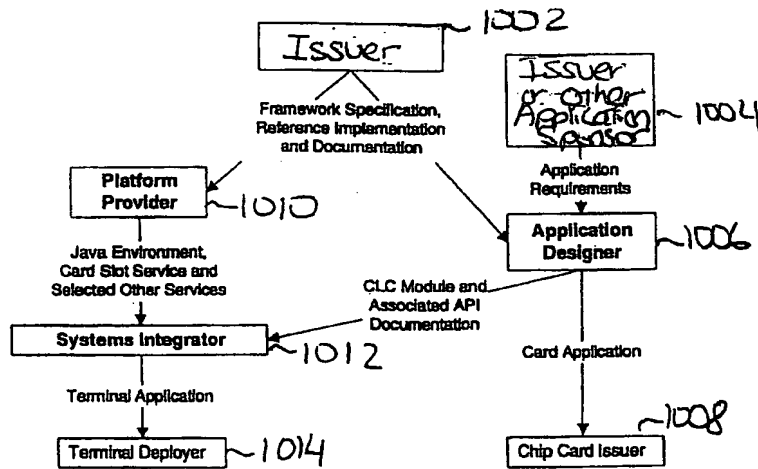 1002
Issuer
Issuer
or other
Application
Sponsor
1004
Framework Specification,
Reference Implementation
and Documentation
Application
Requirements
Platform
Provider
1010
Application
Designer
1006
Java Environment,
Card Slot Service and
Selected Other Services
CLC Module and
Associated API
Documentation
Systems Integrator
1012
Card Application
Terminal Application
1008
Terminal Deployer
1014
Chip Card Issuer